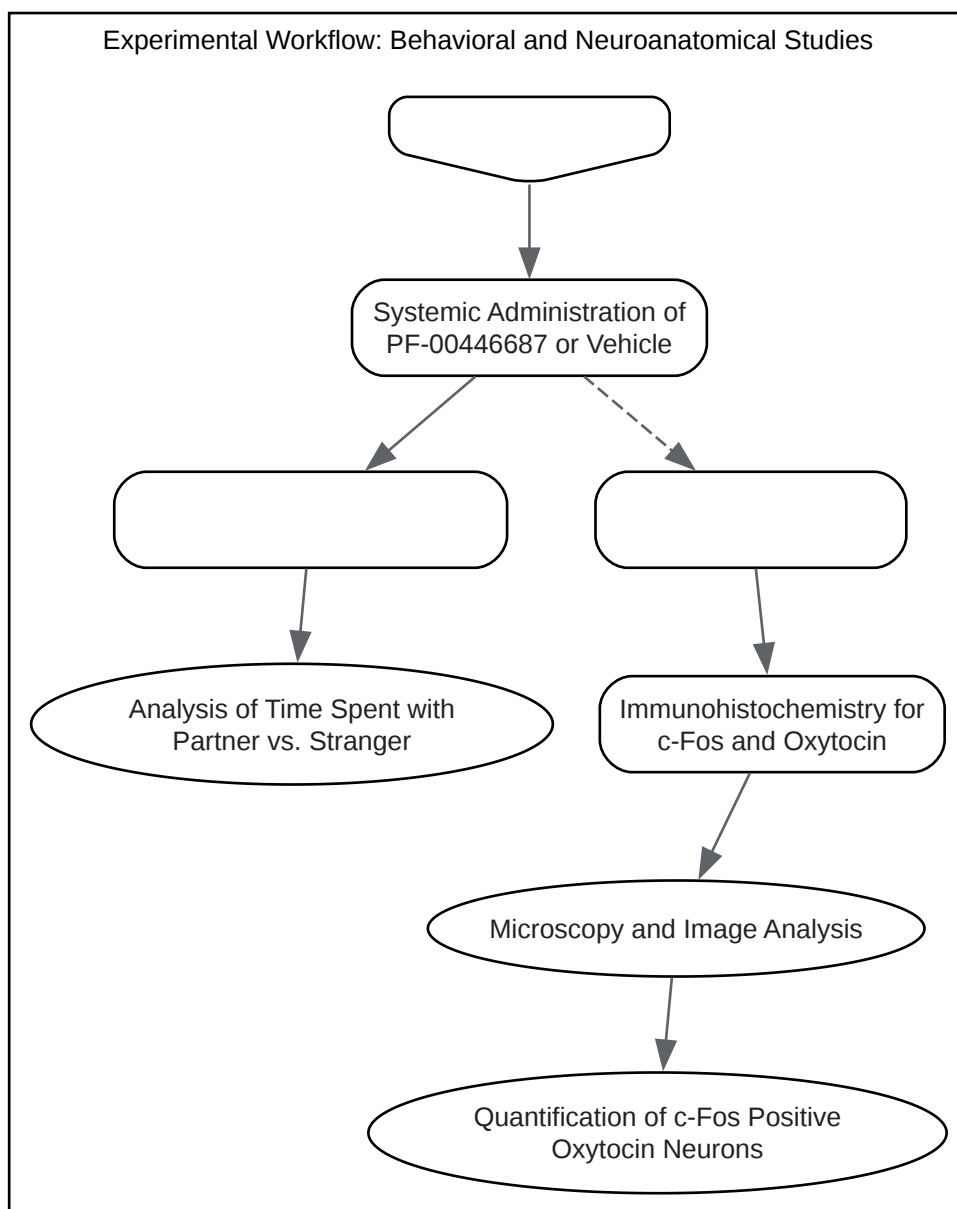 Experimental Workflow: Behavioral and Neuroanatomical Studies
Systemic Administration of
PF-00446687 or Vehicle
Analysis of Time Spent with
Partner vs. Stranger
Immunohistochemistry for
c-Fos and Oxytocin
Microscopy and Image Analysis
Quantification of c-Fos Positive
Oxytocin Neurons